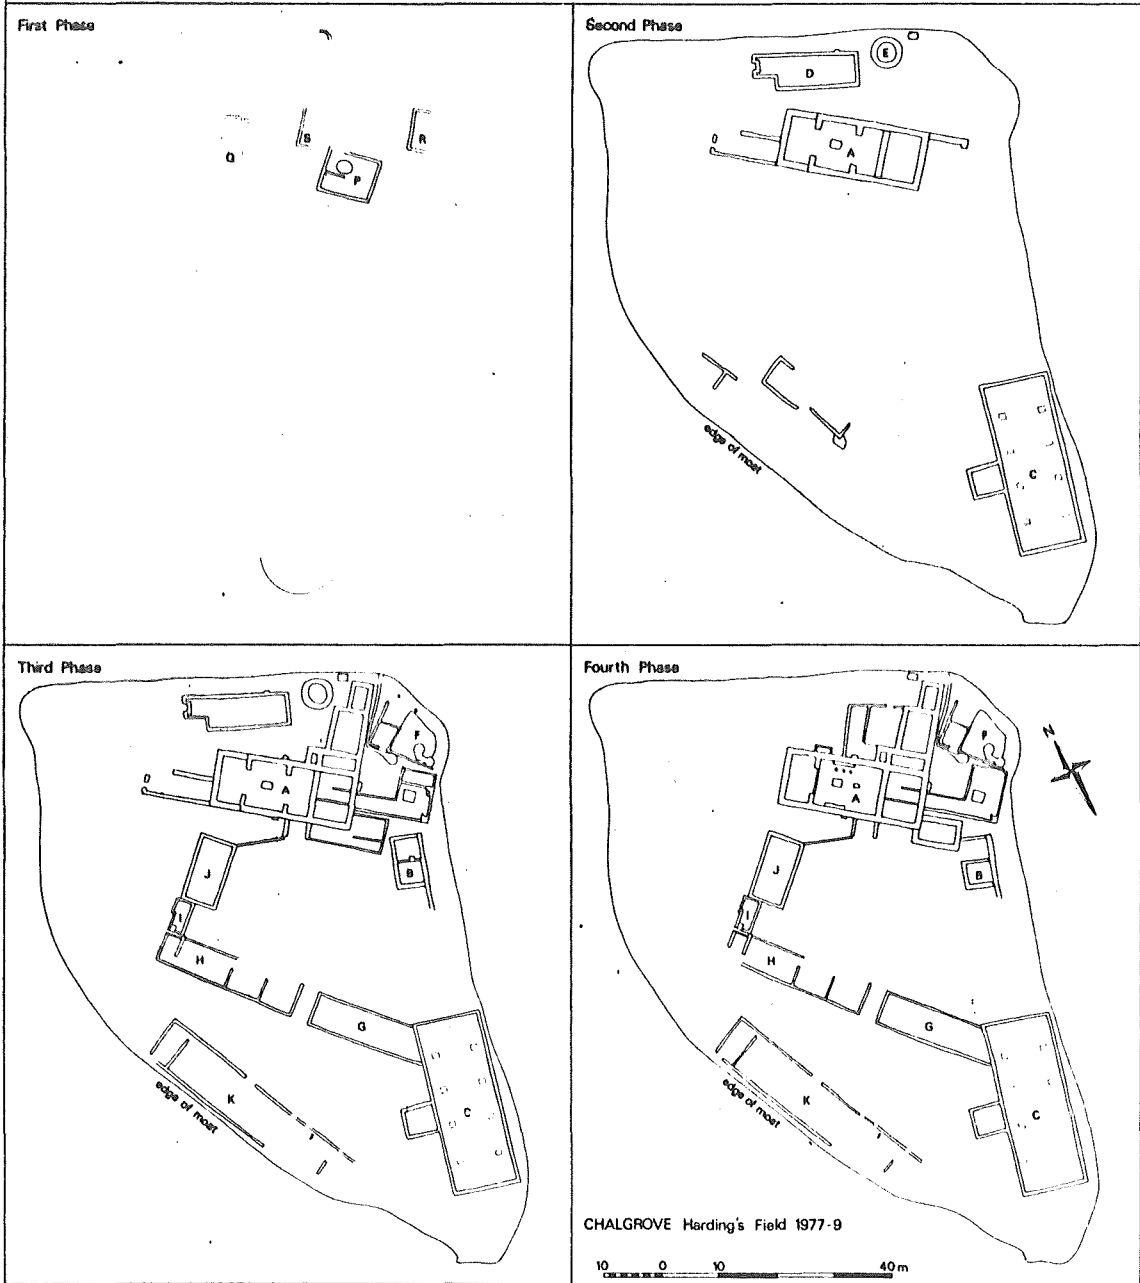 First Phase
Q
S
R
P
Second Phase
D
E
A
C
edge of moat
Third Phase
F
A
B
J
I
H
G
K
C
edge of moat
Fourth Phase
N
F
A
B
J
I
H
G
K
C
edge of moat
CHALGROVE Harding's Field 1977-9
10 0 10 40 m